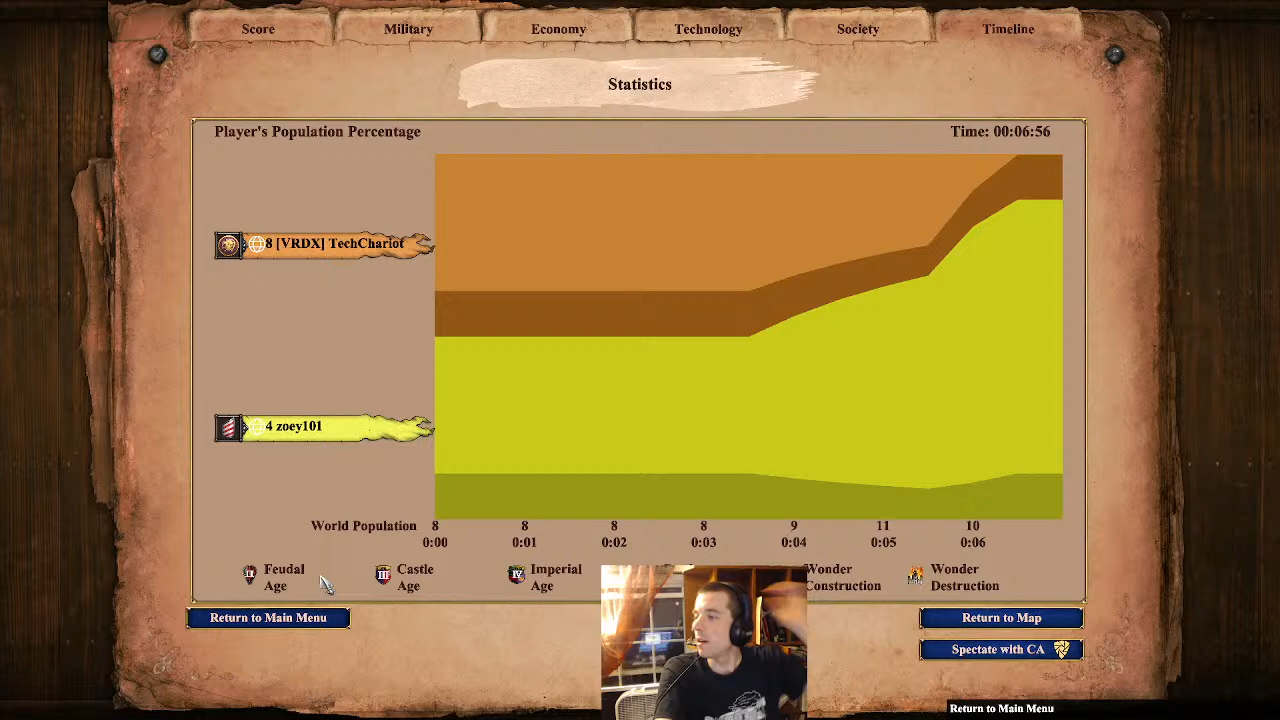 Score
Military
Economy
Technology
Society
Timeline
Statistics
Player's Population Percentage
Time: 00:06:56
8 [VRDX] TechChariot
4 zoey101
World Population 8 8 8 8 9 11 10
0:00 0:01 0:02 0:03 0:04 0:05 0:06
II Feudal Age
III Castle Age
IV Imperial Age
Wonder Construction
Wonder Destruction
Return to Main Menu
Return to Map
Spectate with CA
Return to Main Menu